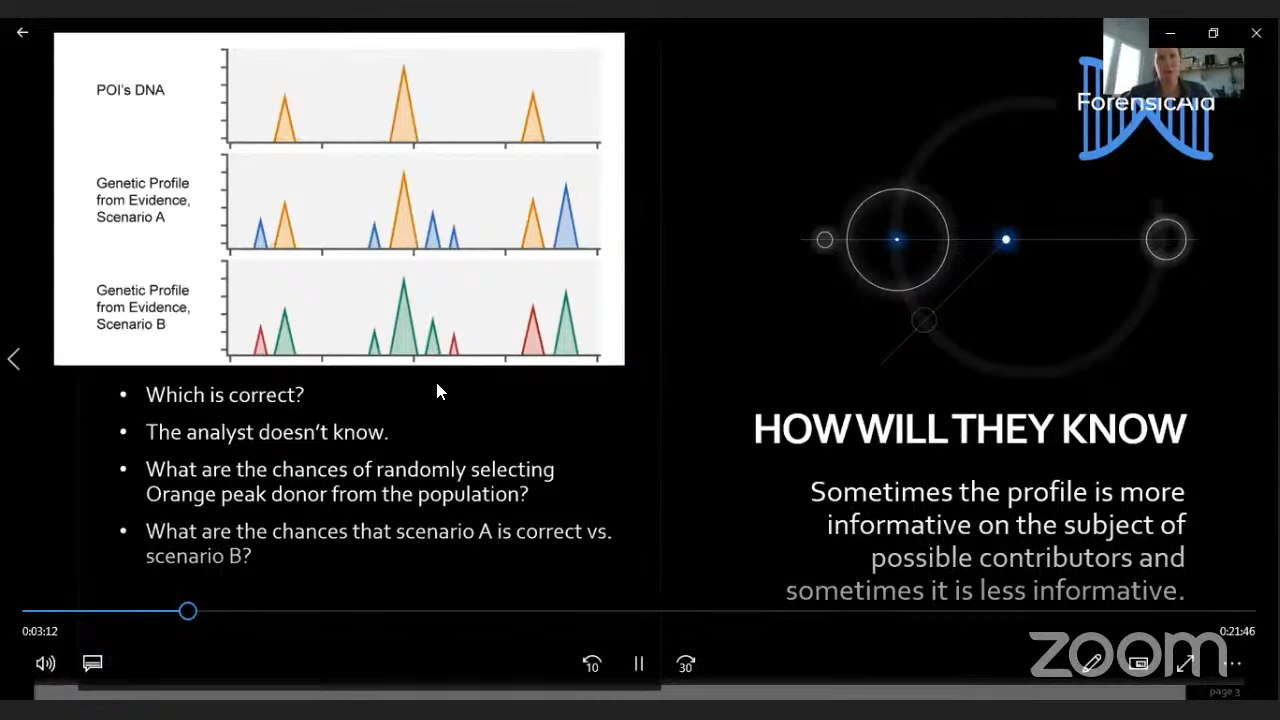 POI's DNA
Genetic Profile
from Evidence,
Scenario A
Genetic Profile
from Evidence,
Scenario B
• Which is correct?
• The analyst doesn't know.
• What are the chances of randomly selecting
Orange peak donor from the population?
• What are the chances that scenario A is correct vs.
scenario B?
ForensicAid
HOW WILL THEY KNOW
Sometimes the profile is more
informative on the subject of
possible contributors and
sometimes it is less informative.
0:03:12
0:21:46
10
30
zoom
page 3